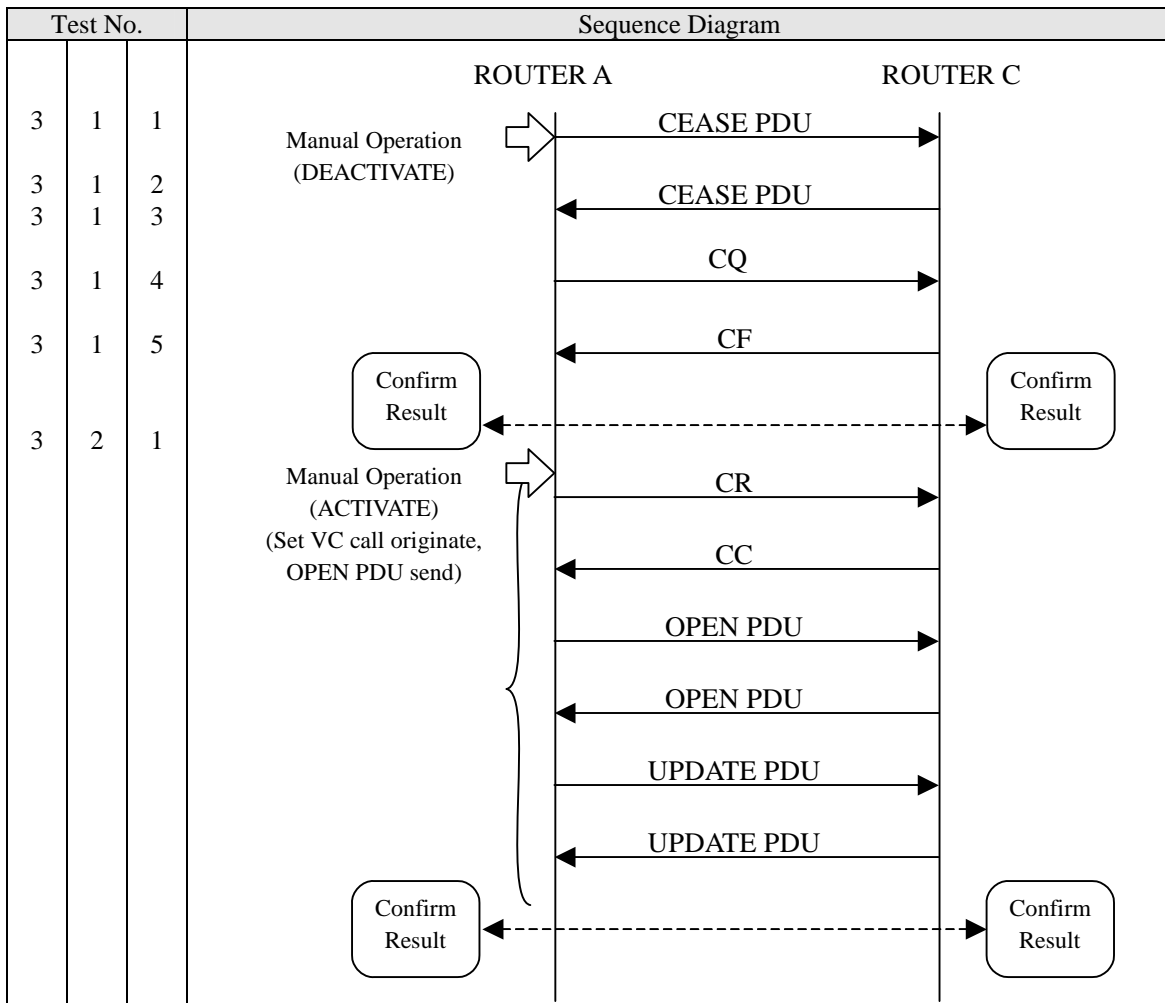 Test No. Sequence Diagram
ROUTER A ROUTER C
3 1 1
Manual Operation
(DEACTIVATE)
CEASE PDU
3 1 2
CEASE PDU
3 1 3
CQ
3 1 4
CF
3 1 5
Confirm
Result
Confirm
Result
3 2 1
Manual Operation
(ACTIVATE)
(Set VC call originate,
OPEN PDU send)
CR
CC
OPEN PDU
OPEN PDU
UPDATE PDU
UPDATE PDU
Confirm
Result
Confirm
Result